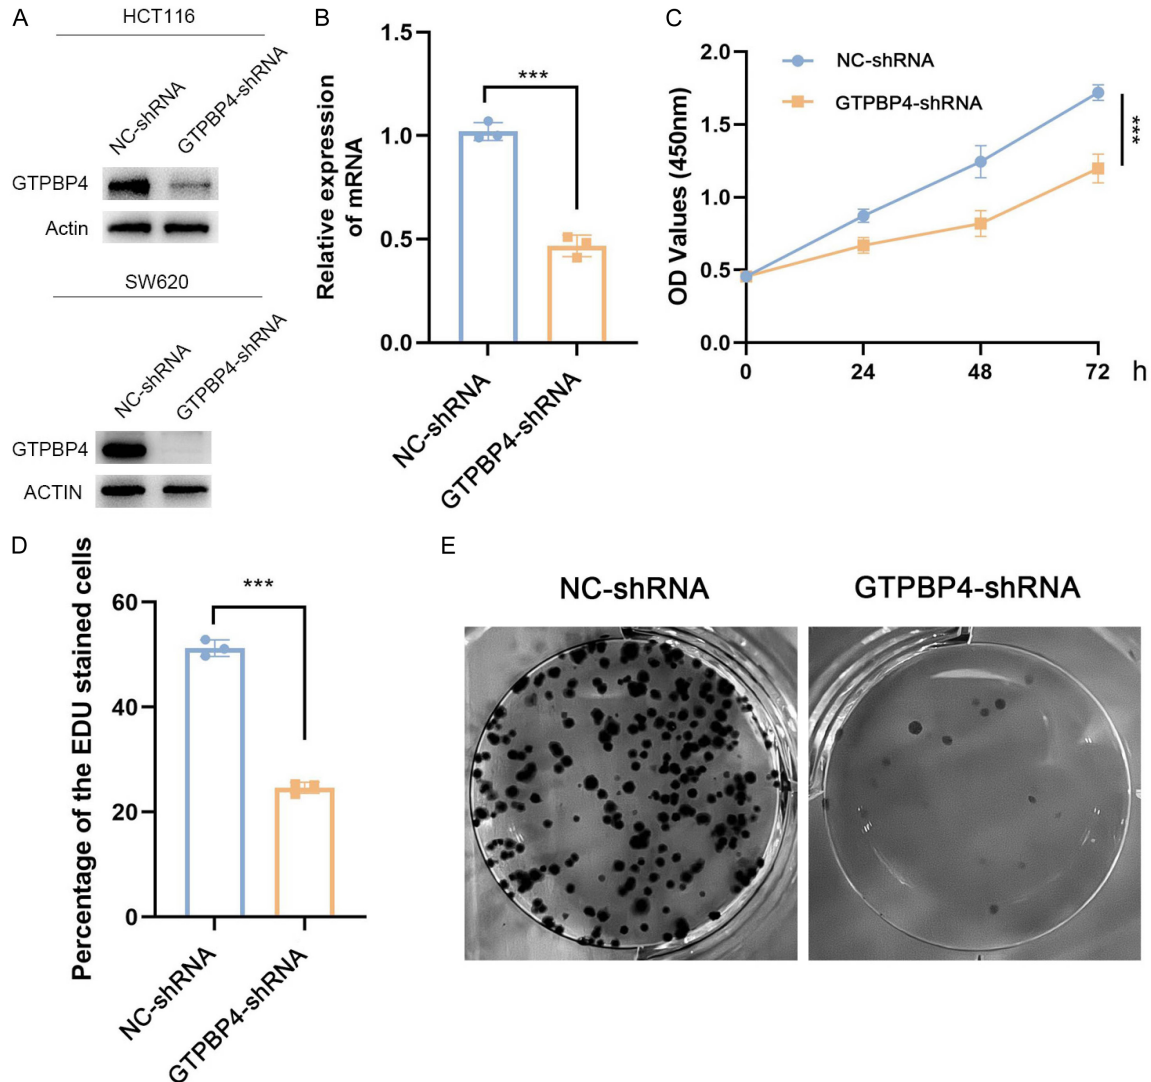 A
HCT116
NC-shRNA
GTPBP4-shRNA
GTPBP4
Actin
SW620
NC-shRNA
GTPBP4-shRNA
GTPBP4
ACTIN
B
Relative expression
of mRNA
1.5
1.0
0.5
0.0
***
NC-shRNA
GTPBP4-shRNA
C
OD Values (450nm)
2.0
1.5
1.0
0.5
0.0
NC-shRNA
GTPBP4-shRNA
***
0 24 48 72 h
D
Percentage of the EDU stained cells
60
40
20
0
***
NC-shRNA
GTPBP4-shRNA
E
NC-shRNA GTPBP4-shRNA